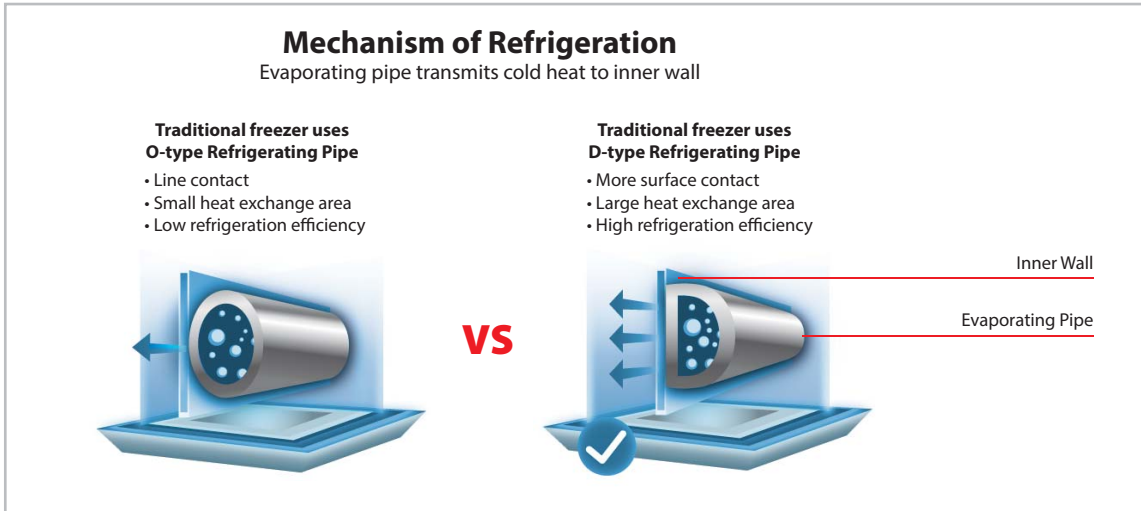 Mechanism of Refrigeration
Evaporating pipe transmits cold heat to inner wall
Traditional freezer uses
O-type Refrigerating Pipe
• Line contact
• Small heat exchange area
• Low refrigeration efficiency
VS
Traditional freezer uses
D-type Refrigerating Pipe
• More surface contact
• Large heat exchange area
• High refrigeration efficiency
Inner Wall
Evaporating Pipe